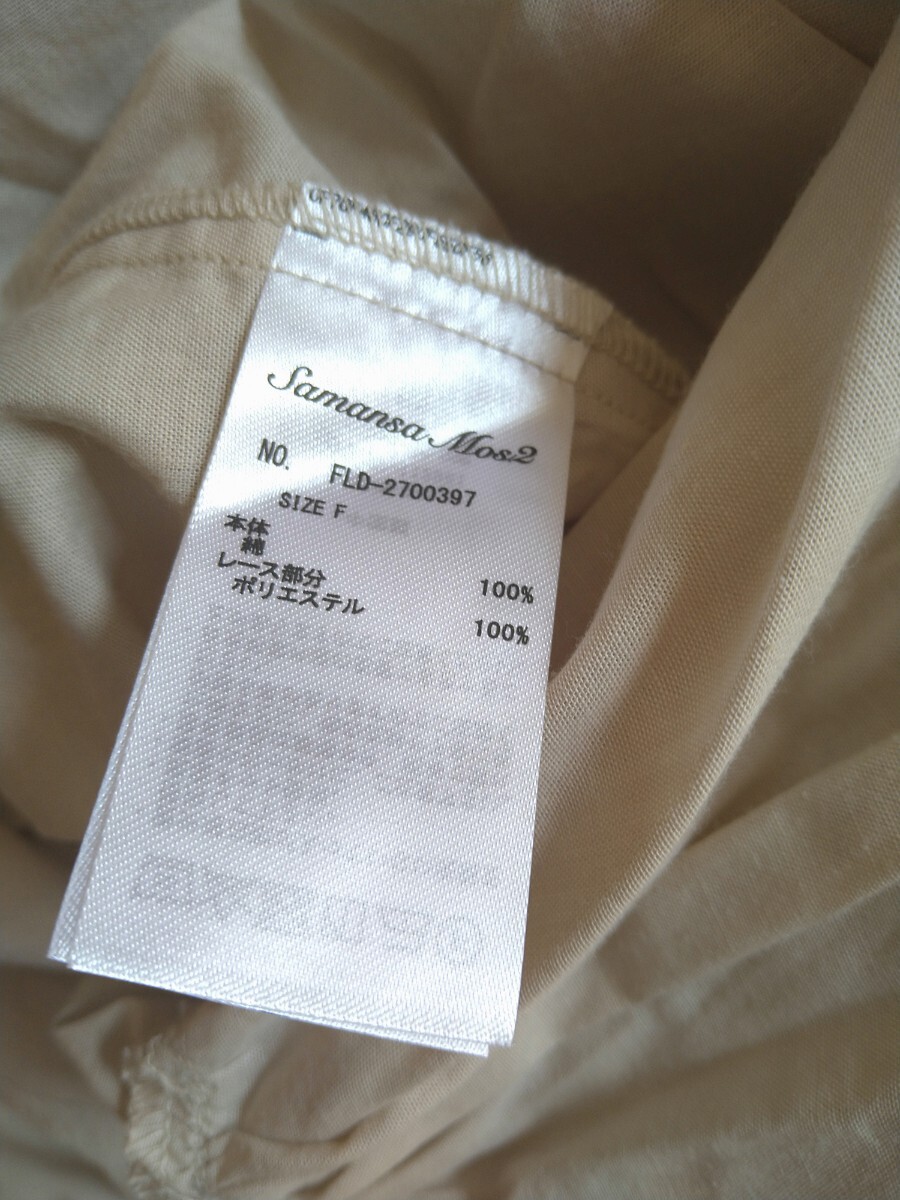 Samansa Mos2
NO. FLD-2700397
SIZE F
本体
綿 100%
レース部分
ポリエステル 100%